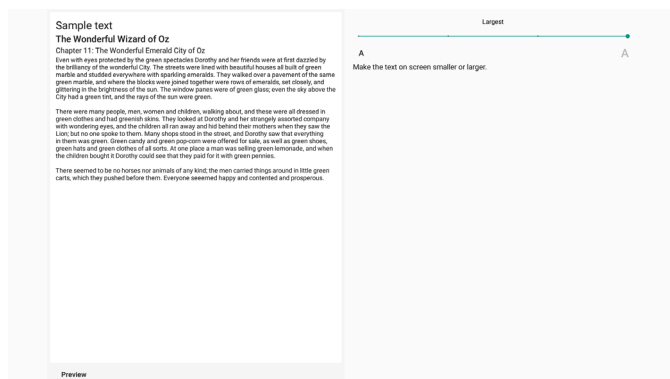 Sample text
The Wonderful Wizard of Oz
Chapter 11: The Wonderful Emerald City of Oz
Even with eyes protected by the green spectacles Dorothy and her friends were at first dazzled by
the brilliancy of the wonderful City. The streets were lined with beautiful houses all built of green
marble and studded everywhere with sparkling emeralds. They walked over a pavement of the same
green marble, and where the blocks were joined together were rows of emeralds, set closely, and
glittering in the brightness of the sun. The window panes were of green glass; even the sky above the
City had a green tint, and the rays of the sun were green.
There were many people, men, women and children, walking about, and these were all dressed in
green clothes and had greenish skins. They looked at Dorothy and her strangely assorted company
with wondering eyes, and the children all ran away and hid behind their mothers when they saw the
Lion; but no one spoke to them. Many shops stood in the street, and Dorothy saw that everything
in them was green. Green candy and green pop-corn were offered for sale, as well as green shoes,
green hats and green clothes of all sorts. At one place a man was selling green lemonade, and when
the children bought it Dorothy could see that they paid for it with green pennies.
There seemed to be no horses nor animals of any kind; the men carried things around in little green
carts, which they pushed before them. Everyone seeemed happy and contented and prosperous.
Preview
Largest
A A
Make the text on screen smaller or larger.